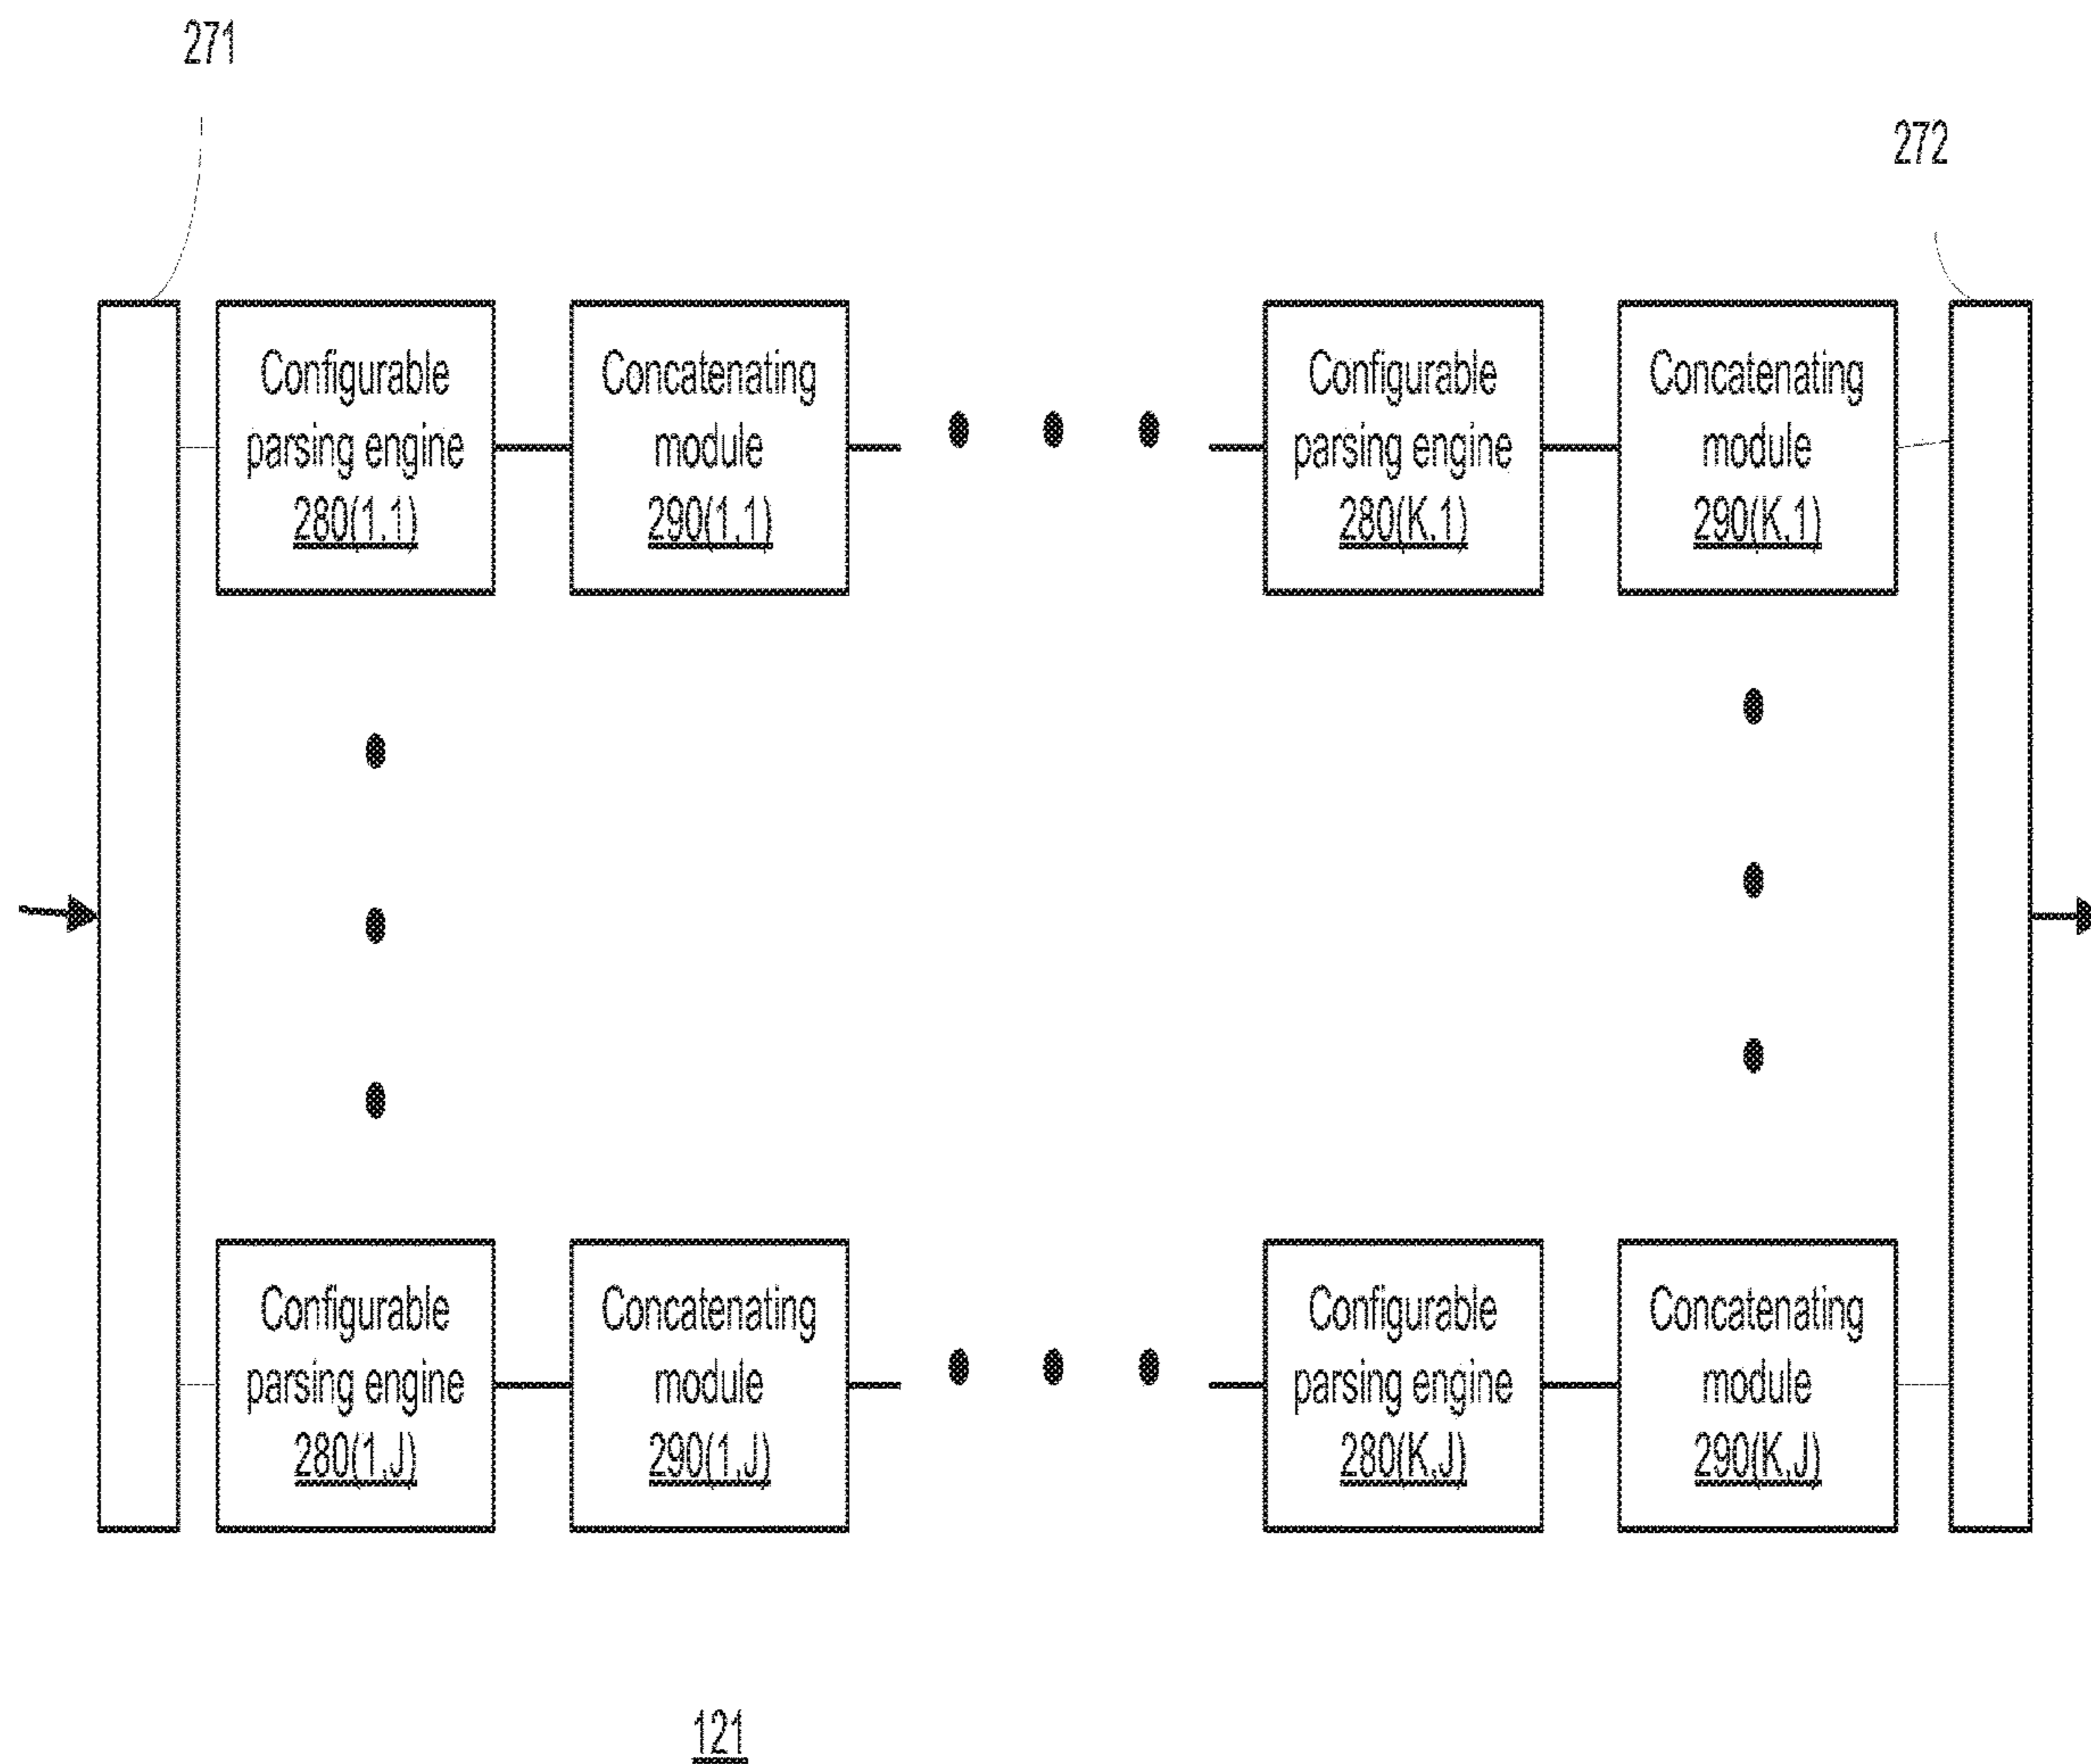 271
272
Configurable
parsing engine
280(1,1)
Concatenating
module
290(1,1)
Configurable
parsing engine
280(K,1)
Concatenating
module
290(K,1)
Configurable
parsing engine
280(1,J)
Concatenating
module
290(1,J)
Configurable
parsing engine
280(K,J)
Concatenating
module
290(K,J)
121